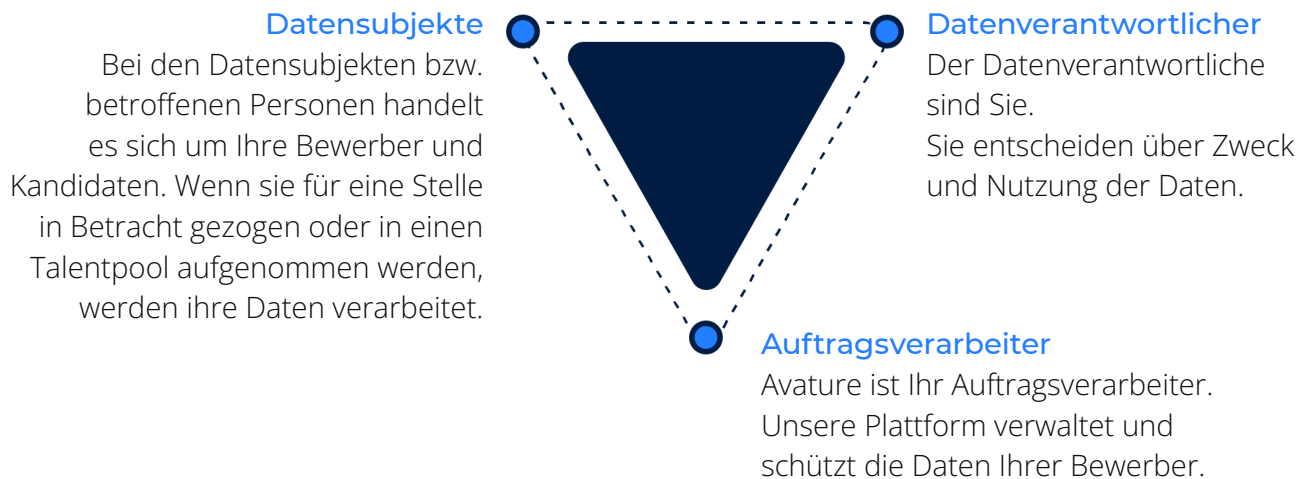 Datensubjekte
Bei den Datensubjekten bzw.
betroffenen Personen handelt
es sich um Ihre Bewerber und
Kandidaten. Wenn sie für eine Stelle
in Betracht gezogen oder in einen
Talentpool aufgenommen werden,
werden ihre Daten verarbeitet.
Datenverantwortlicher
Der Datenverantwortliche
sind Sie.
Sie entscheiden über Zweck
und Nutzung der Daten.
Auftragsverarbeiter
Avature ist Ihr Auftragsverarbeiter.
Unsere Plattform verwaltet und
schützt die Daten Ihrer Bewerber.